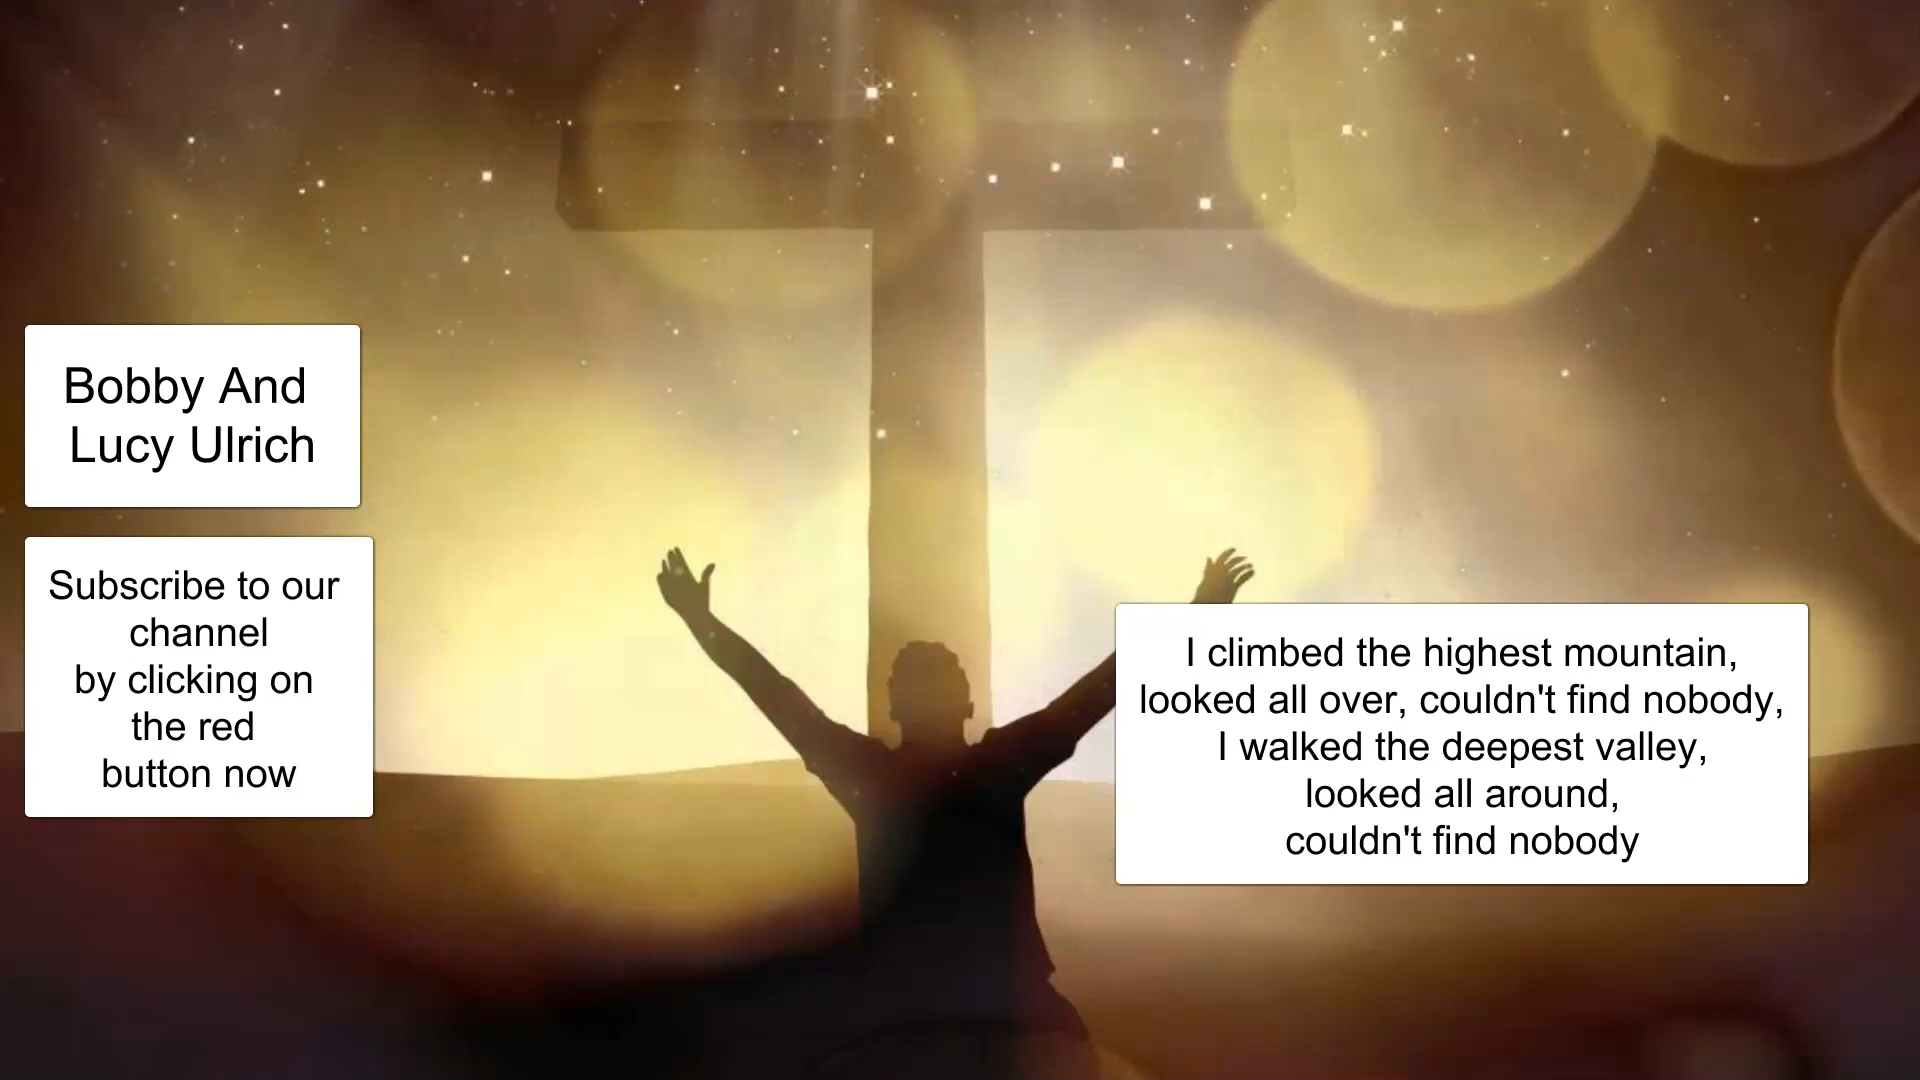 Bobby And
Lucy Ulrich
Subscribe to our
channel
by clicking on
the red
button now
I climbed the highest mountain,
looked all over, couldn't find nobody,
I walked the deepest valley,
looked all around,
couldn't find nobody